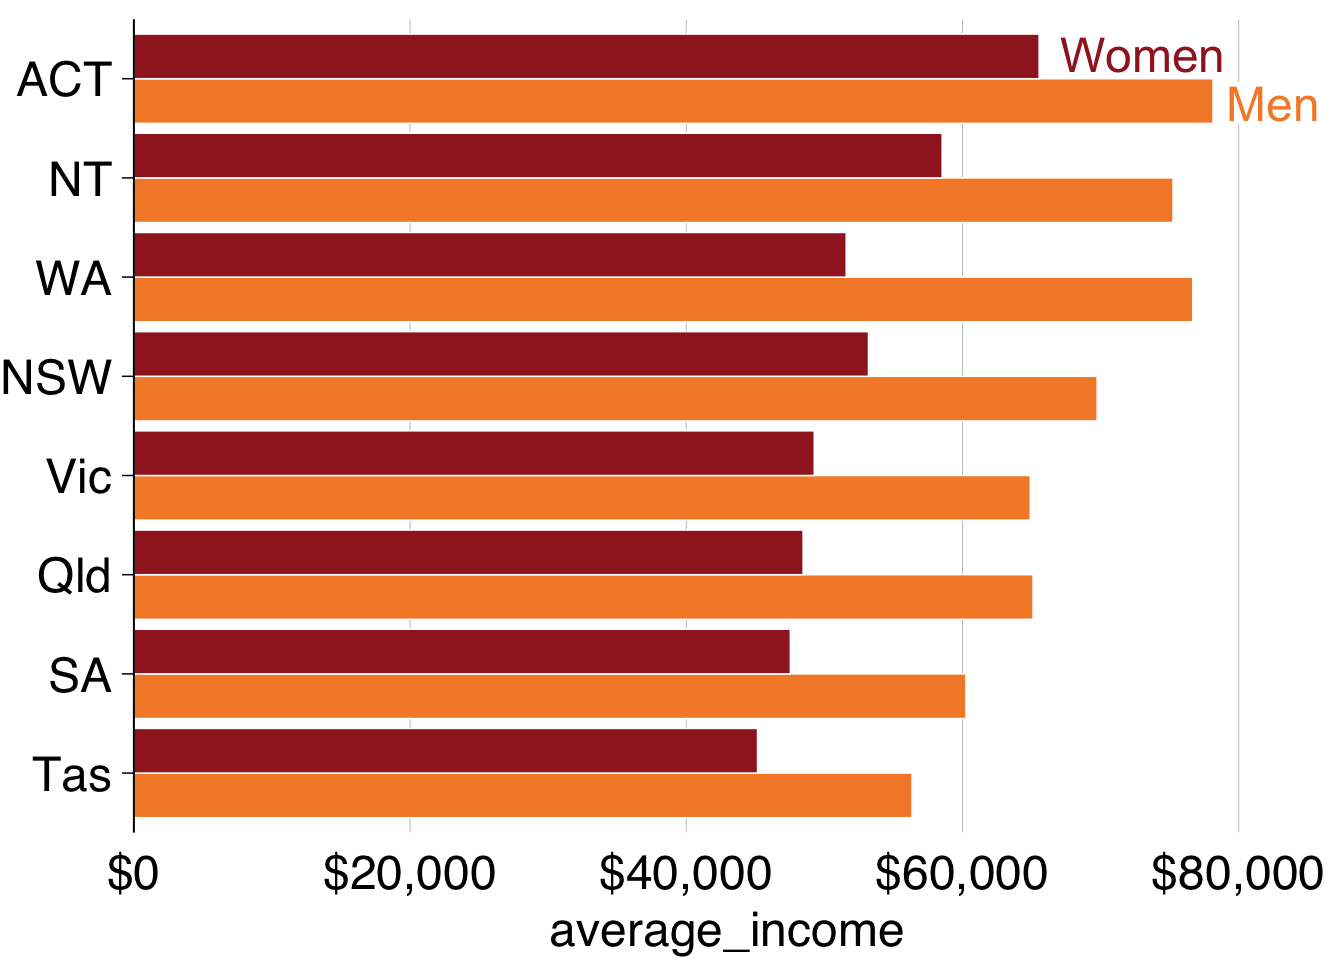 ACT
Women
Men
NT
WA
NSW
Vic
Qld
SA
Tas
$0 $20,000 $40,000 $60,000 $80,000
average_income